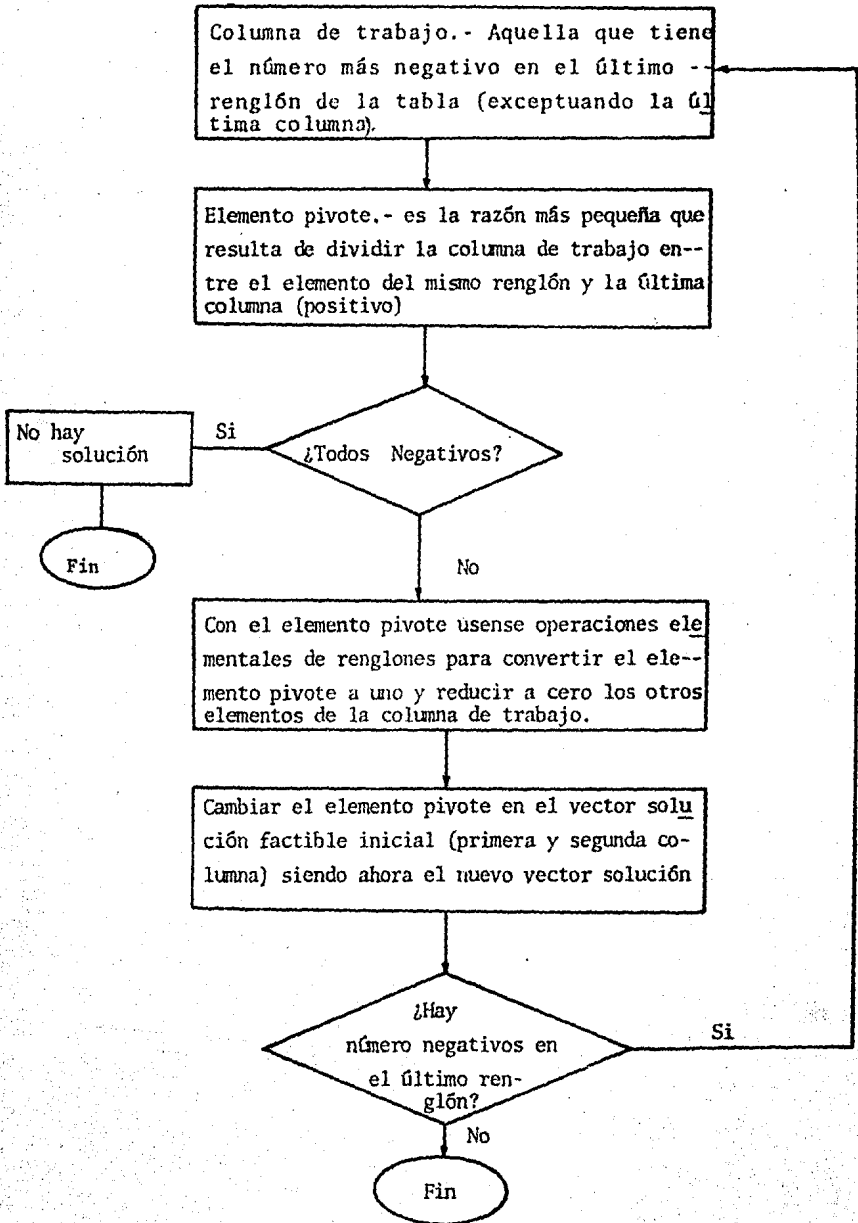 Columna de trabajo.- Aquella que tiene
el número más negativo en el último --
renglón de la tabla (exceptuando la úl
tima columna).
Elemento pivote.- es la razón más pequeña que
resulta de dividir la columna de trabajo en--
tre el elemento del mismo renglón y la última
columna (positivo)
No hay
solución
Si
¿Todos Negativos?
Fin
No
Con el elemento pivote úsense operaciones ele
mentales de renglones para convertir el ele--
mento pivote a uno y reducir a cero los otros
elementos de la columna de trabajo.
Cambiar el elemento pivote en el vector solu
ción factible inicial (primera y segunda co-
lumna) siendo ahora el nuevo vector solución
¿Hay
número negativos en
el último ren-
glón?
Si
No
Fin